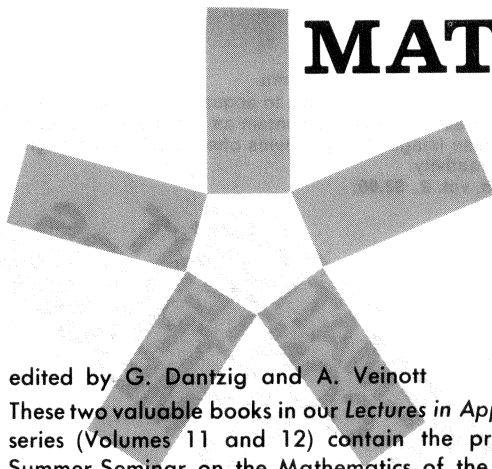 MAT
edited by G. Dantzig and A. Veinott
These two valuable books in our Lectures in App
series (Volumes 11 and 12) contain the pr
Summer Seminar on the Mathematics of the